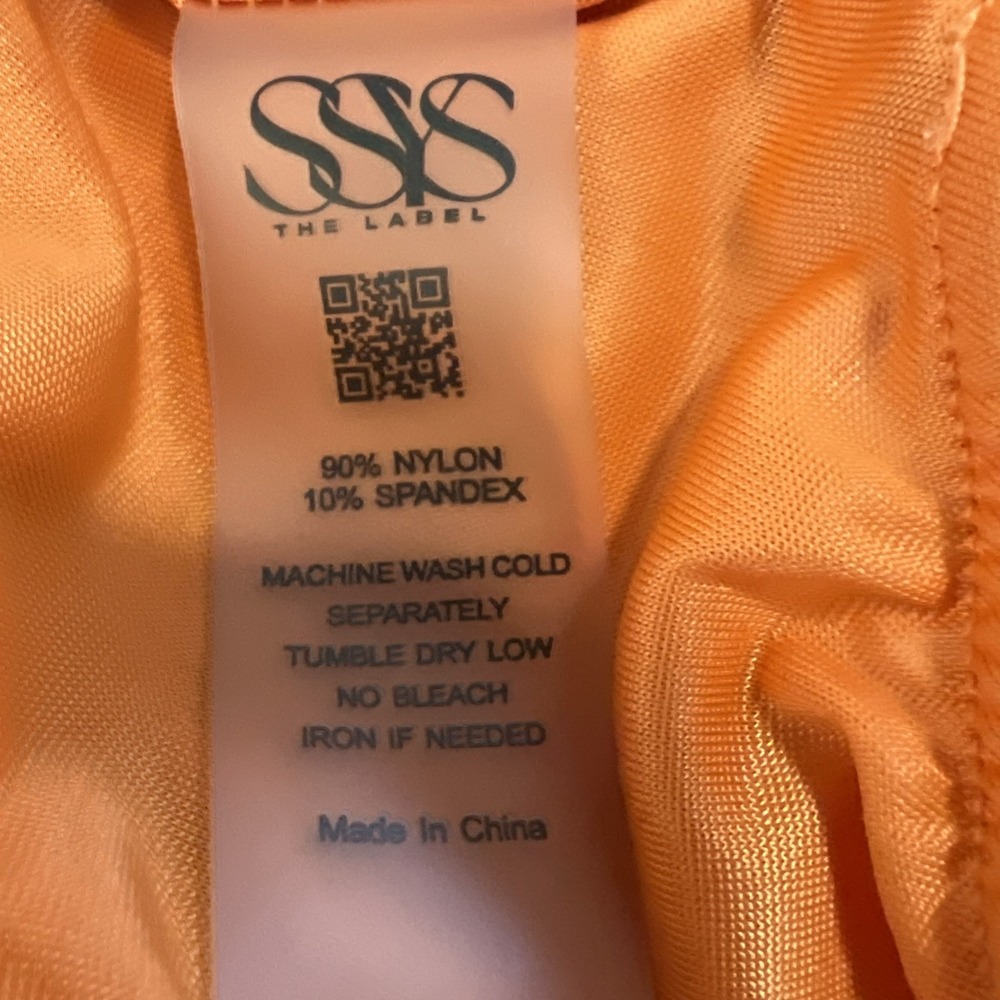 SSYS
THE LABEL
90% NYLON
10% SPANDEX
MACHINE WASH COLD
SEPARATELY
TUMBLE DRY LOW
NO BLEACH
IRON IF NEEDED
Made In China